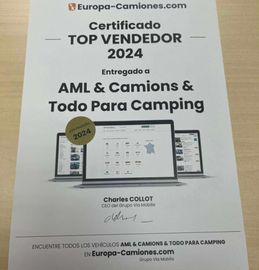 Europa-Camiones.com
Certificado
TOP VENDEDOR
2024
Entregado a
AML & Camions &
Todo Para Camping
2024
Charles COLLOT
CEO del Grupo Via Mobilis
ENCUENTRE TODOS LOS VEHÍCULOS AML & CAMIONS & TODO PARA CAMPING
EN Europa-Camiones.com
Grupo Via Mobilis